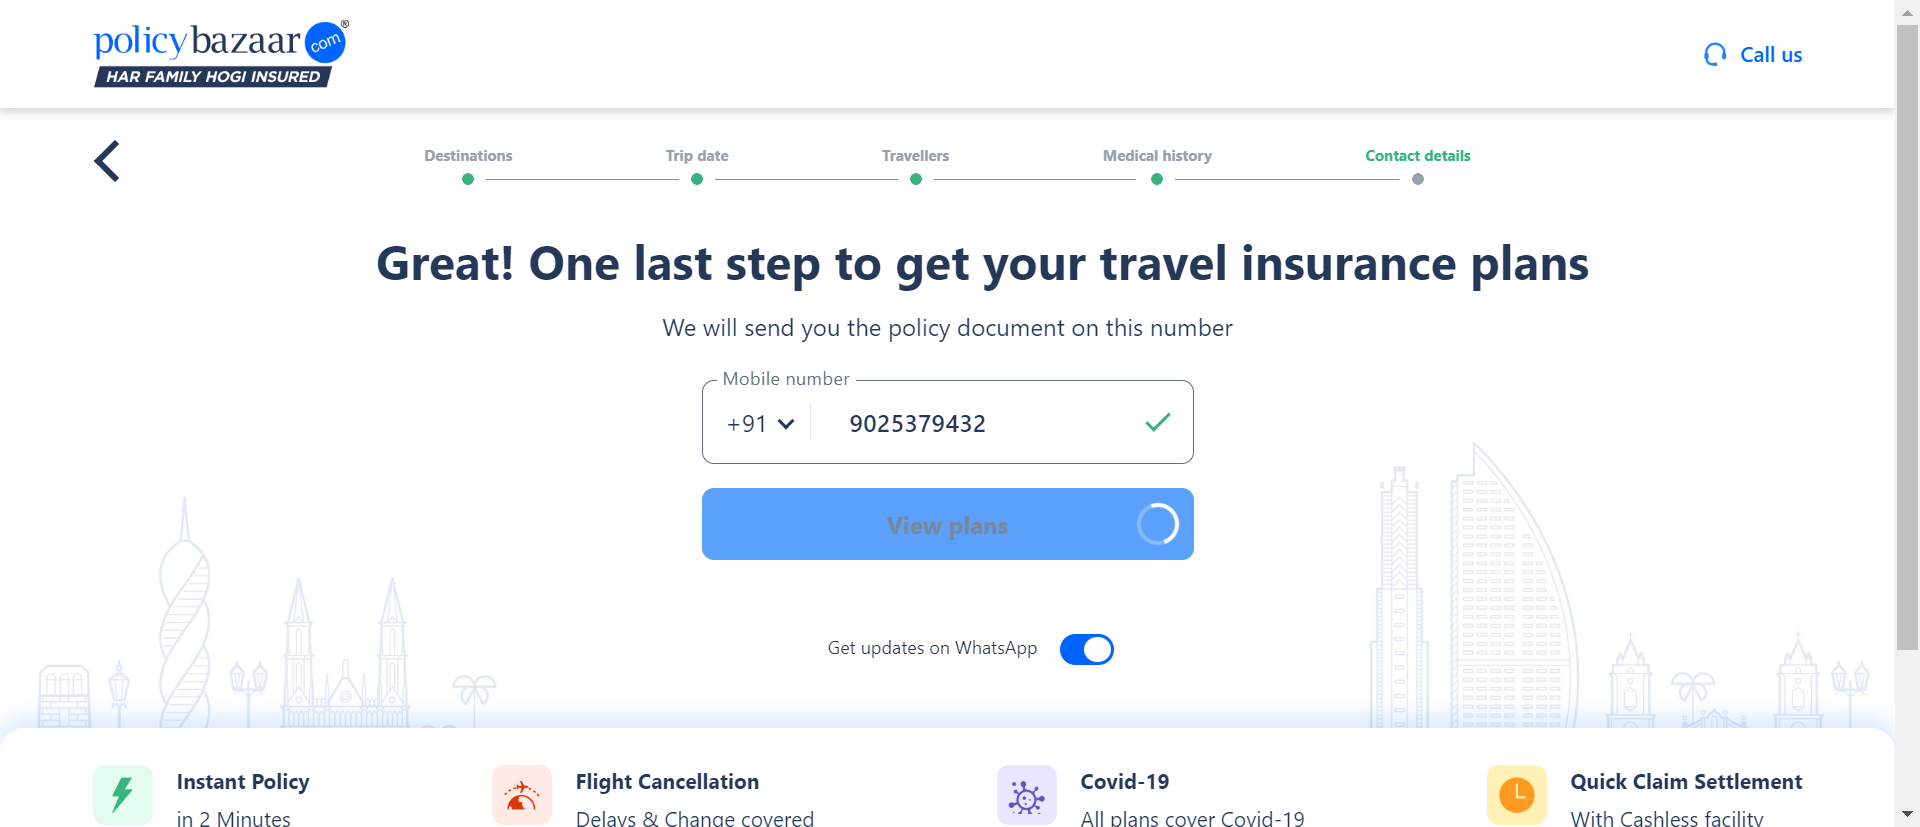 policybazaar com ®
HAR FAMILY HOGI INSURED
Call us
Destinations
Trip date
Travellers
Medical history
Contact details
Great! One last step to get your travel insurance plans
We will send you the policy document on this number
Mobile number
+91
9025379432
View plans
Get updates on WhatsApp
Instant Policy
in 2 Minutes
Flight Cancellation
Delays & Change covered
Covid-19
All plans cover Covid-19
Quick Claim Settlement
With Cashless facility